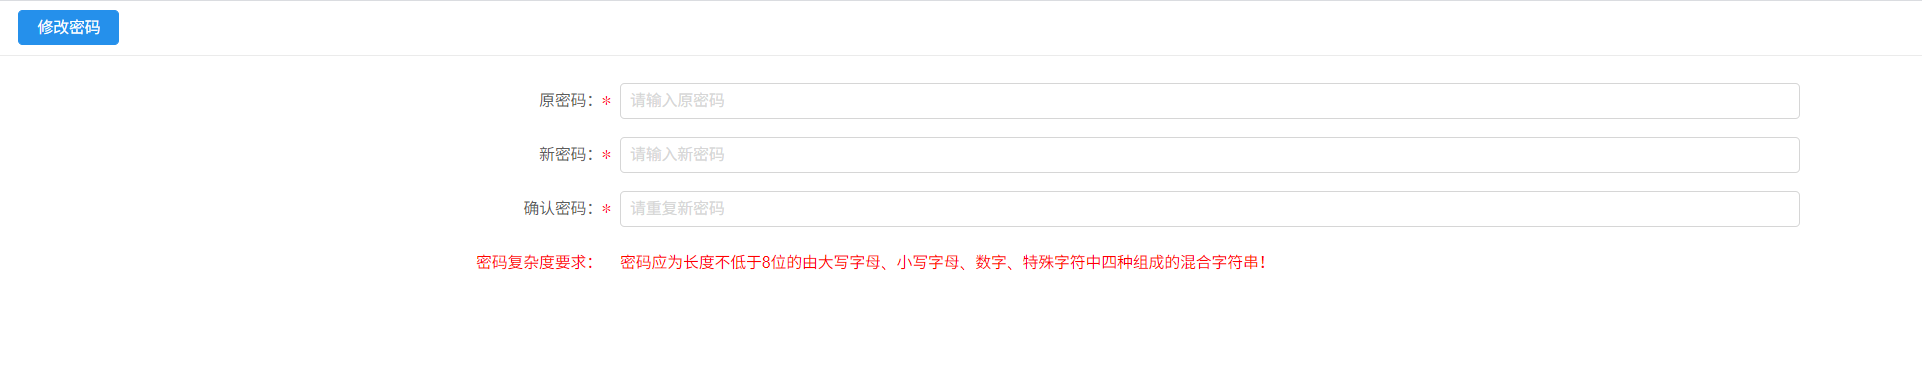 修改密码
原密码：* 请输入原密码
新密码：* 请输入新密码
确认密码：* 请重复新密码
密码复杂度要求： 密码应为长度不低于8位的由大写字母、小写字母、数字、特殊字符中四种组成的混合字符串！